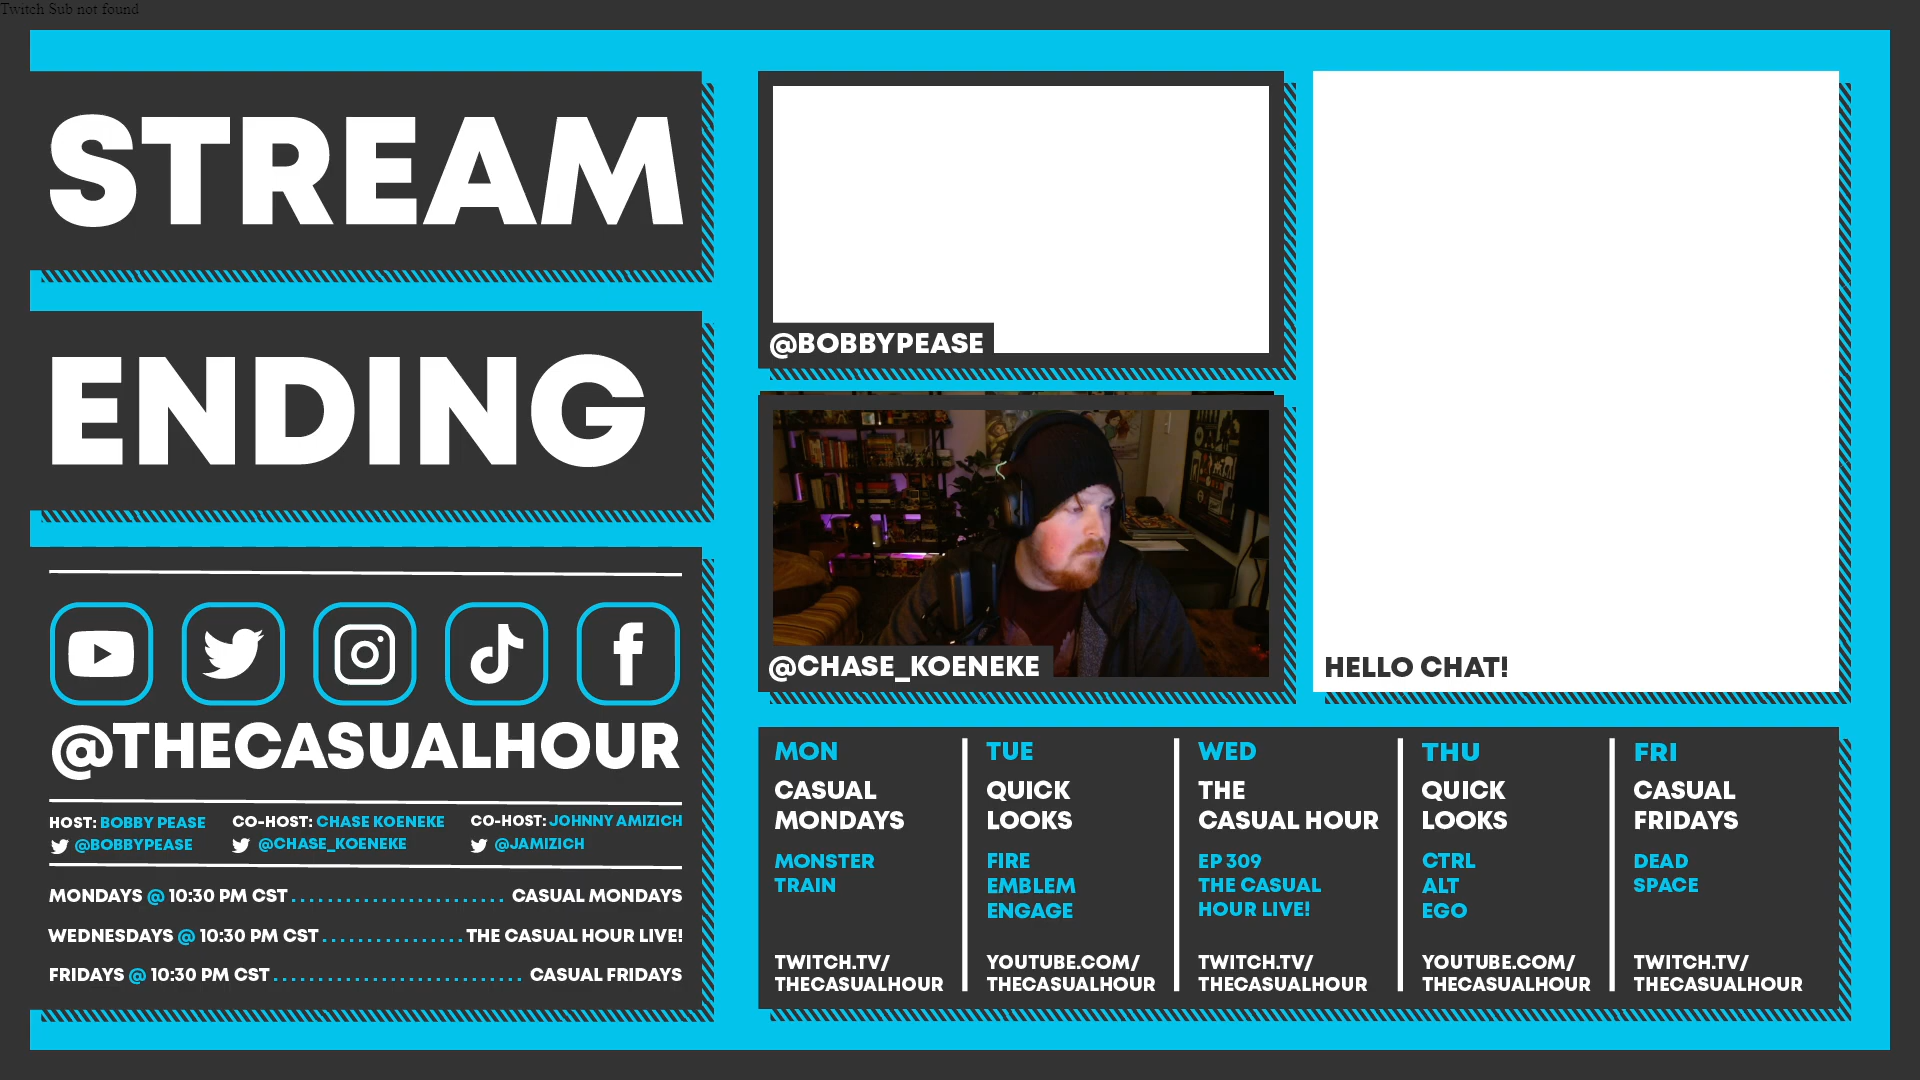 Twitch Sub not found
STREAM
ENDING
@THECASUALHOUR
HOST: BOBBY PEASE
@BOBBYPEASE
CO-HOST: CHASE KOENEKE
@CHASE_KOENEKE
CO-HOST: JOHNNY AMIZICH
@JAMIZICH
MONDAYS @ 10:30 PM CST ........................ CASUAL MONDAYS
WEDNESDAYS @ 10:30 PM CST ................ THE CASUAL HOUR LIVE!
FRIDAYS @ 10:30 PM CST ............................ CASUAL FRIDAYS
@BOBBYPEASE
@CHASE_KOENEKE
HELLO CHAT!
MON
CASUAL
MONDAYS
MONSTER
TRAIN
TWITCH.TV/
THECASUALHOUR
TUE
QUICK
LOOKS
FIRE
EMBLEM
ENGAGE
YOUTUBE.COM/
THECASUALHOUR
WED
THE
CASUAL HOUR
EP 309
THE CASUAL
HOUR LIVE!
TWITCH.TV/
THECASUALHOUR
THU
QUICK
LOOKS
CTRL
ALT
EGO
YOUTUBE.COM/
THECASUALHOUR
FRI
CASUAL
FRIDAYS
DEAD
SPACE
TWITCH.TV/
THECASUALHOUR